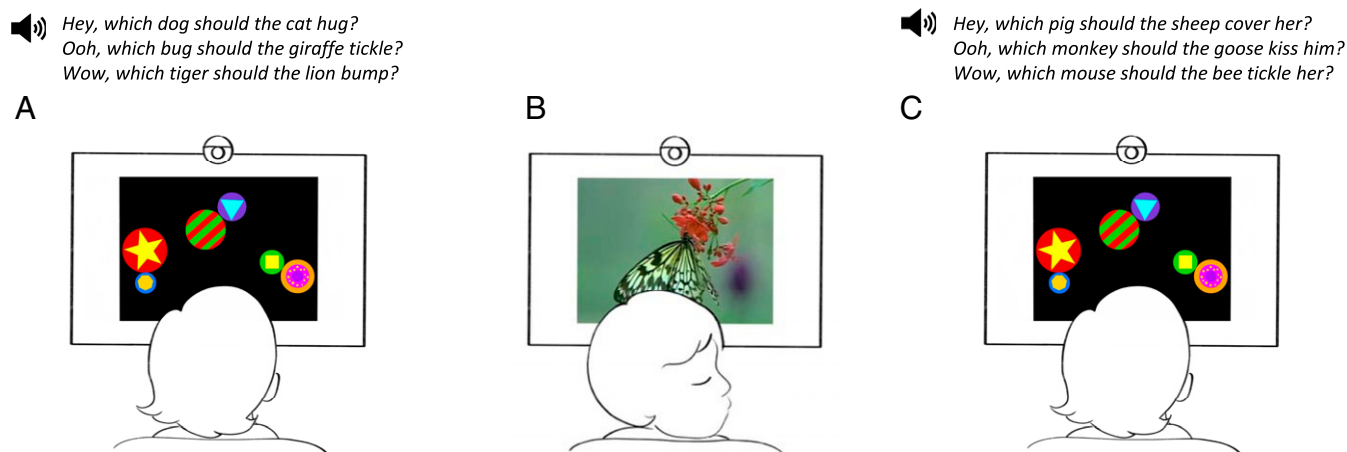 Hey, which dog should the cat hug?
Ooh, which bug should the giraffe tickle?
Wow, which tiger should the lion bump?
Hey, which pig should the sheep cover her?
Ooh, which monkey should the goose kiss him?
Wow, which mouse should the bee tickle her?
A
B
C